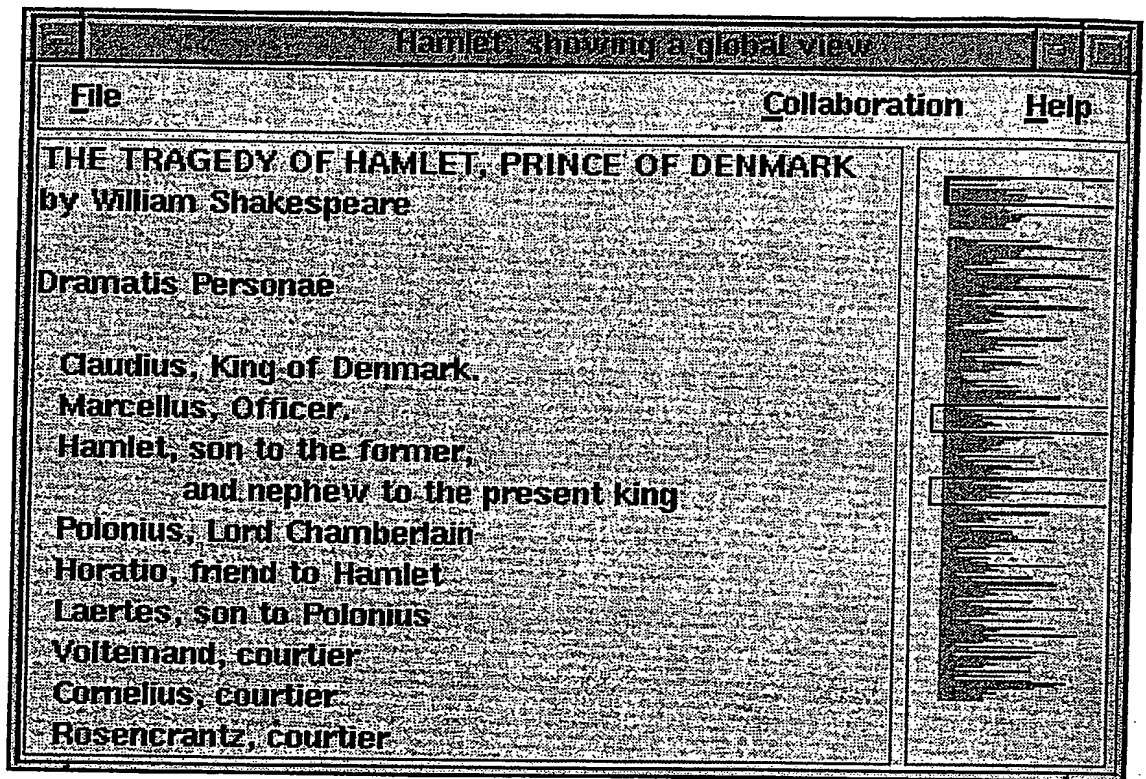 Hamlet, showing a global view
File Collaboration Help
THE TRAGEDY OF HAMLET, PRINCE OF DENMARK
by William Shakespeare
Dramatis Personae
Claudius, King of Denmark.
Marcellus, Officer.
Hamlet, son to the former,
and nephew to the present king
Polonius, Lord Chamberlain
Horatio, friend to Hamlet
Laertes, son to Polonius
Voltemand, courtier
Cornelius, courtier
Rosencrantz, courtier